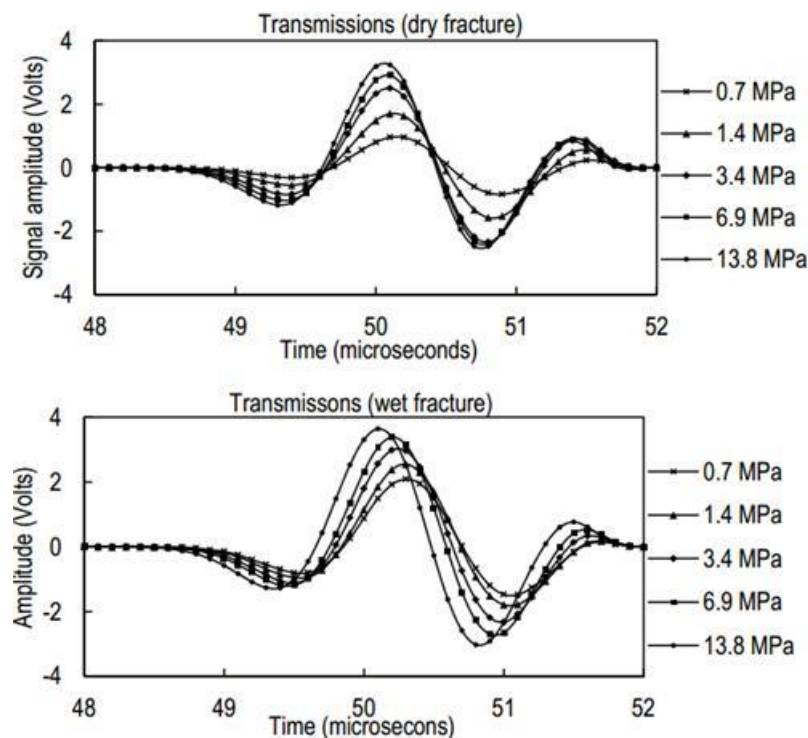 Transmissions (dry fracture)
4
2
0
-2
-4
Signal amplitude (Volts)
48 49 50 51 52
Time (microseconds)
0.7 MPa
1.4 MPa
3.4 MPa
6.9 MPa
13.8 MPa
Transmissons (wet fracture)
4
2
0
-2
-4
Amplitude (Volts)
48 49 50 51 52
Time (microsecons)
0.7 MPa
1.4 MPa
3.4 MPa
6.9 MPa
13.8 MPa